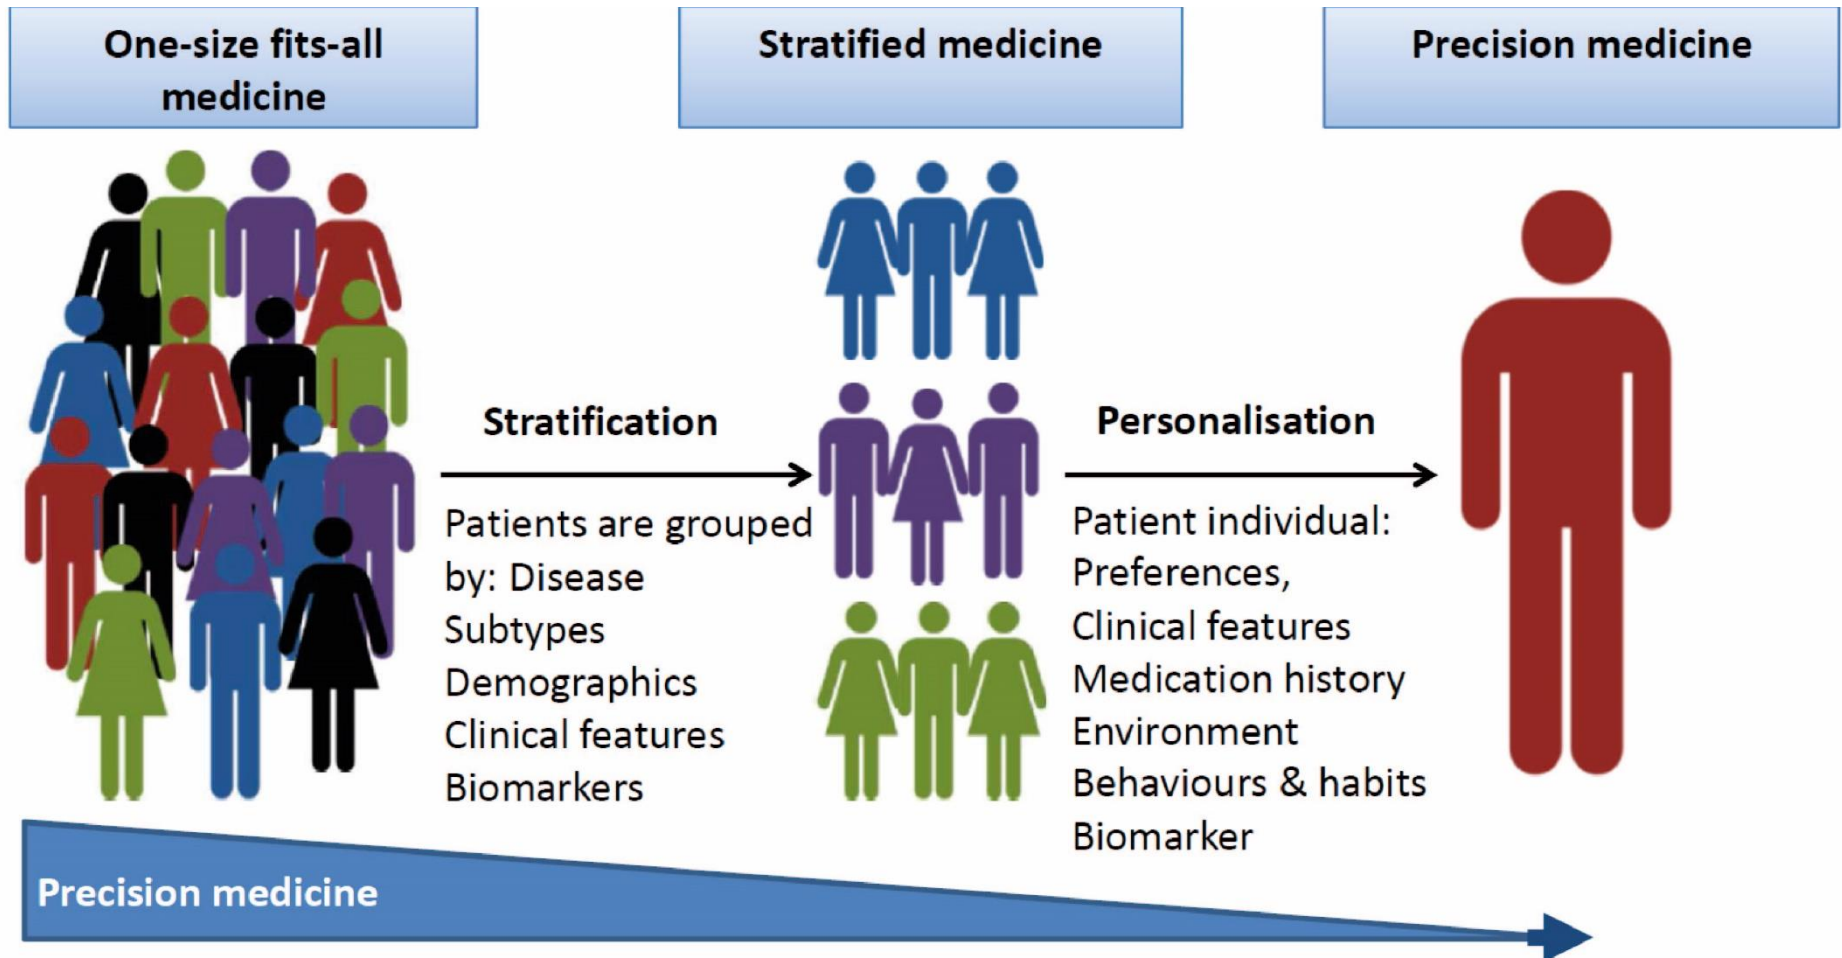 One-size fits-all
medicine
Stratified medicine
Precision medicine
Stratification
Patients are grouped
by: Disease
Subtypes
Demographics
Clinical features
Biomarkers
Personalisation
Patient individual:
Preferences,
Clinical features
Medication history
Environment
Behaviours & habits
Biomarker
Precision medicine